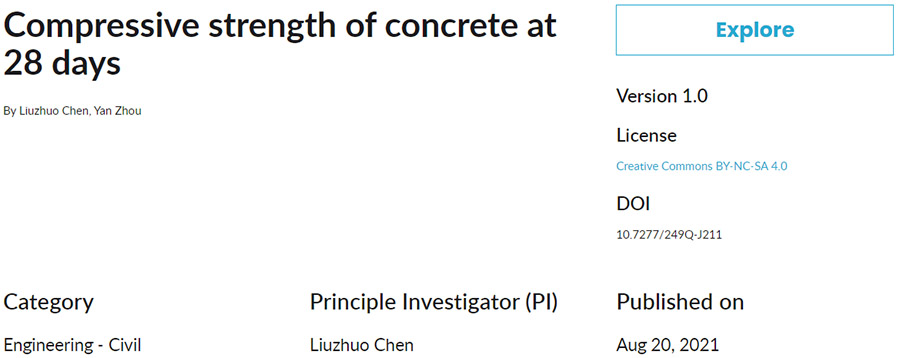 Compressive strength of concrete at
28 days
By Liuzhuo Chen, Yan Zhou
Explore
Version 1.0
License
Creative Commons BY-NC-SA 4.0
DOI
10.7277/249Q-J211
Category
Engineering - Civil
Principle Investigator (PI)
Liuzhuo Chen
Published on
Aug 20, 2021